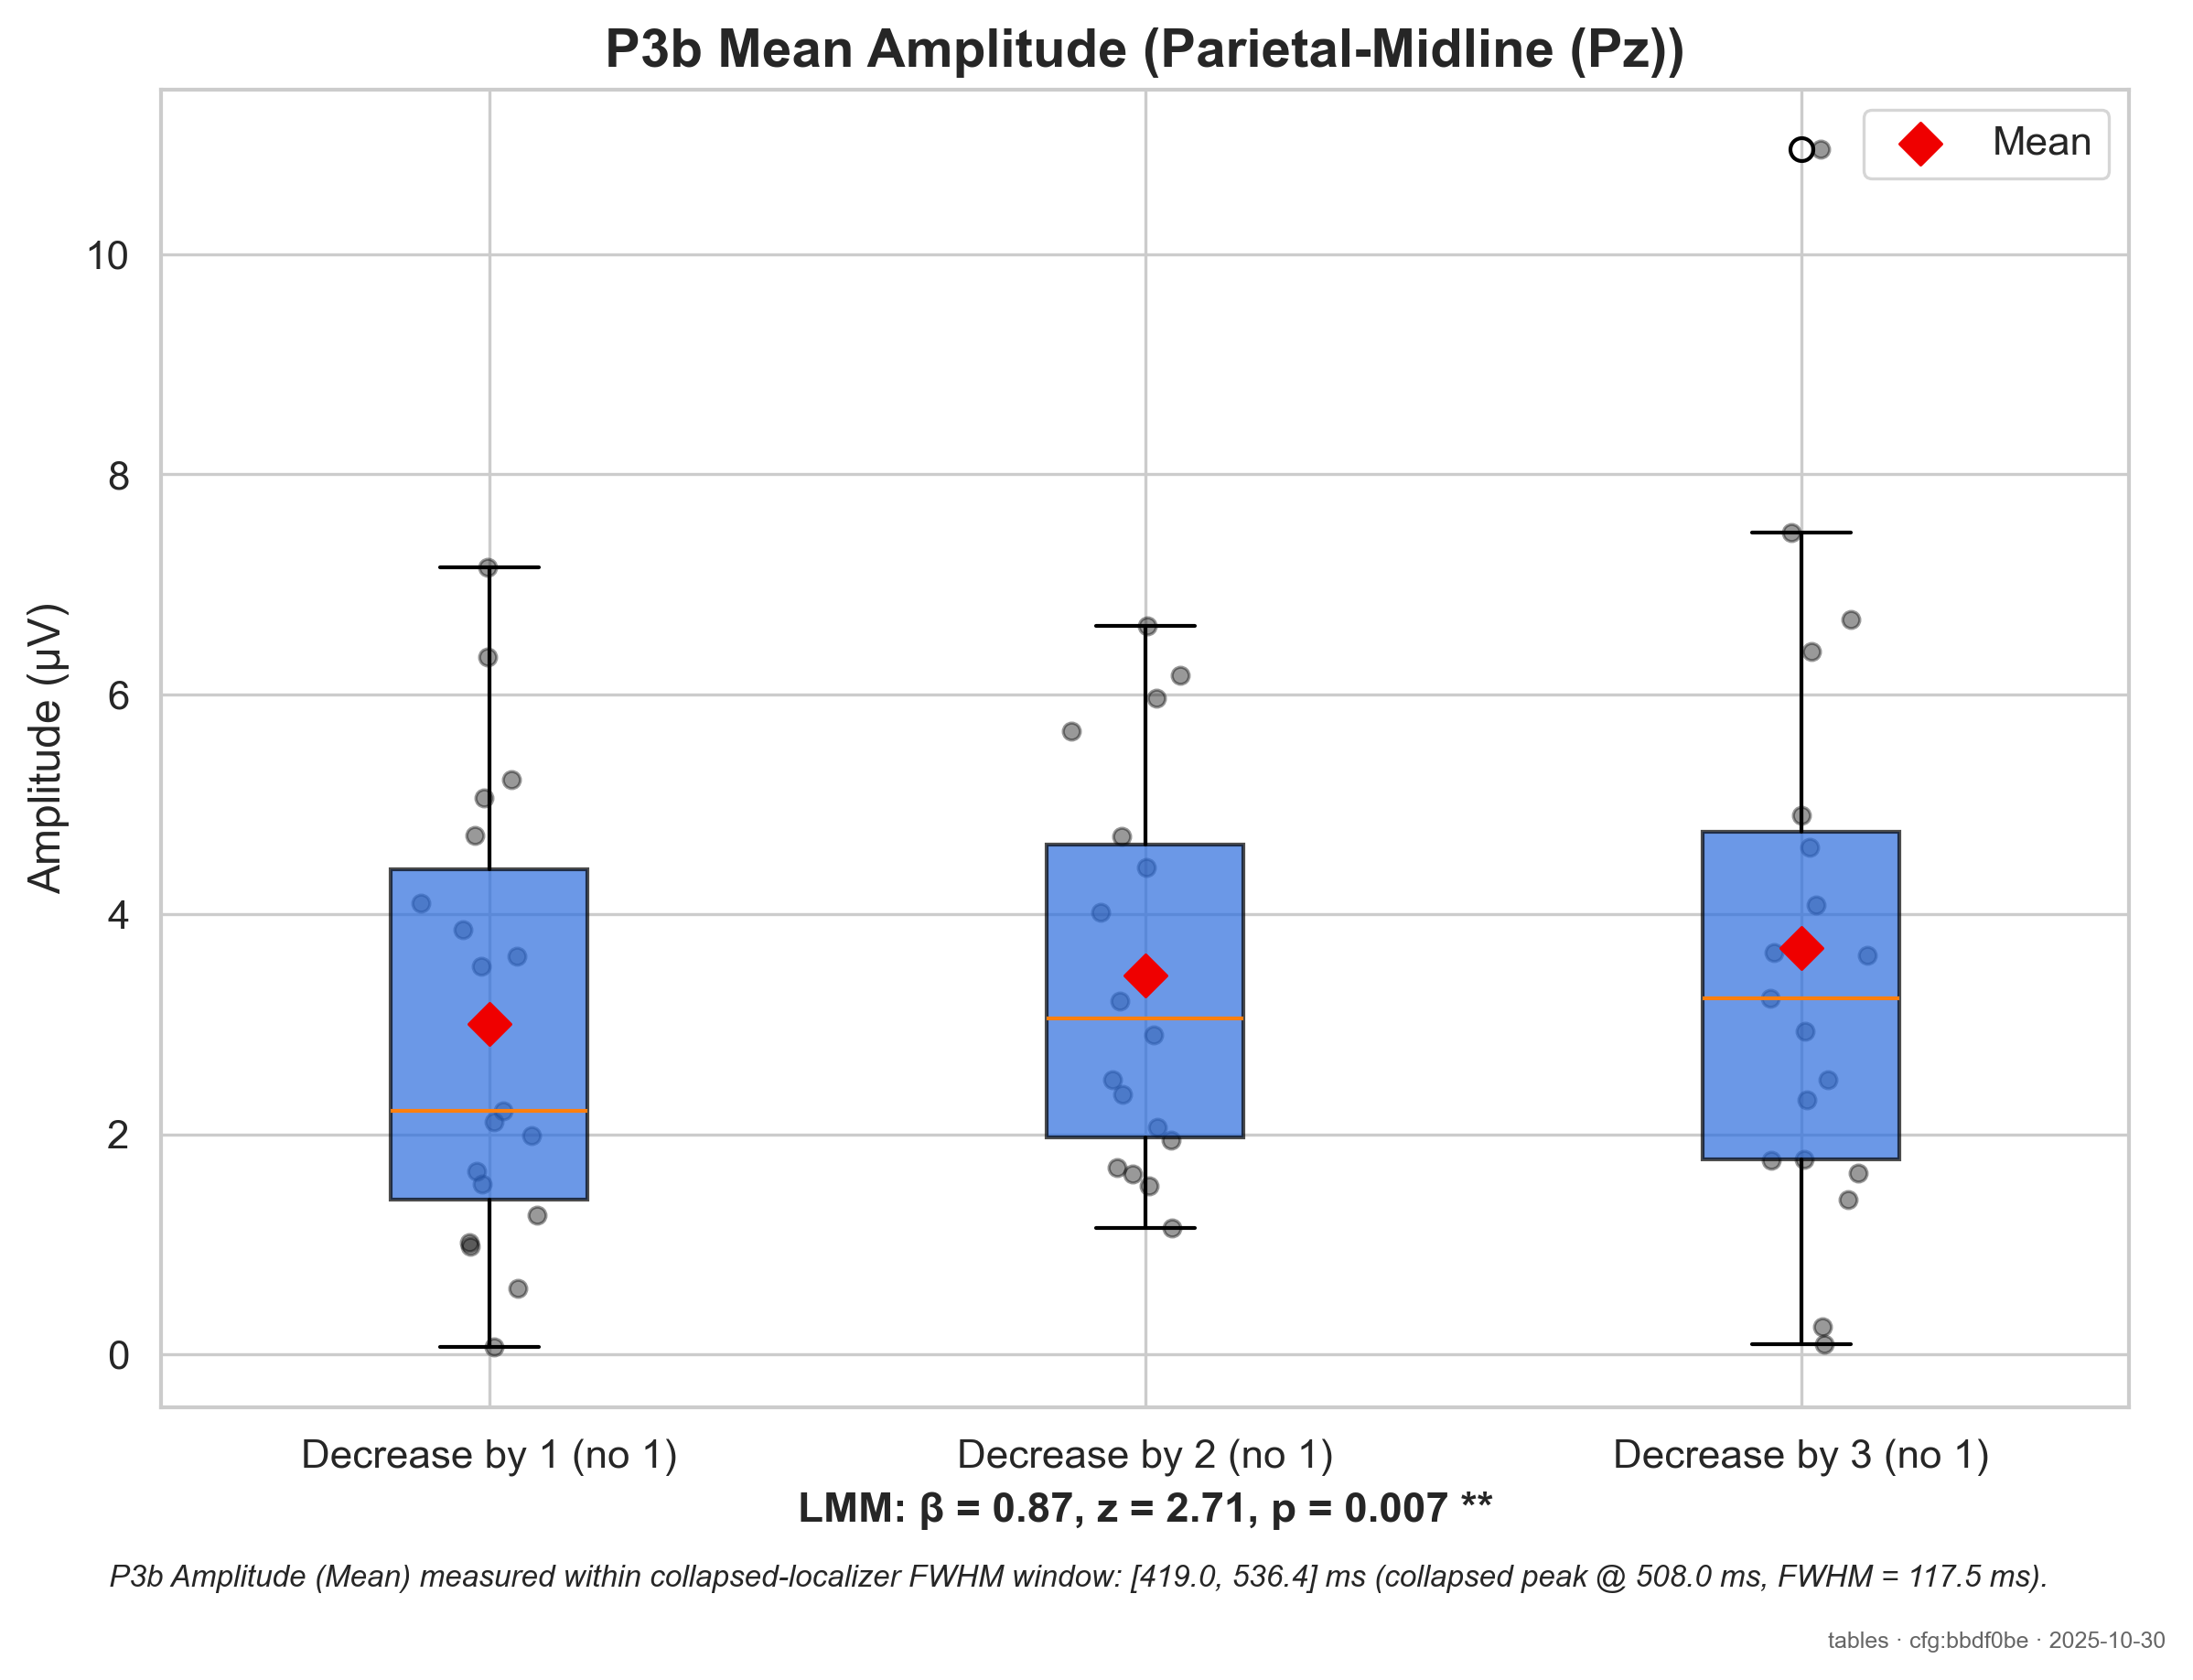 P3b Mean Amplitude (Parietal-Midline (Pz))
Mean
Amplitude (µV)
10
8
6
4
2
0
Decrease by 1 (no 1)
Decrease by 2 (no 1)
Decrease by 3 (no 1)
LMM: β = 0.87, z = 2.71, p = 0.007 **
P3b Amplitude (Mean) measured within collapsed-localizer FWHM window: [419.0, 536.4] ms (collapsed peak @ 508.0 ms, FWHM = 117.5 ms).
tables · cfg:bbdf0be · 2025-10-30